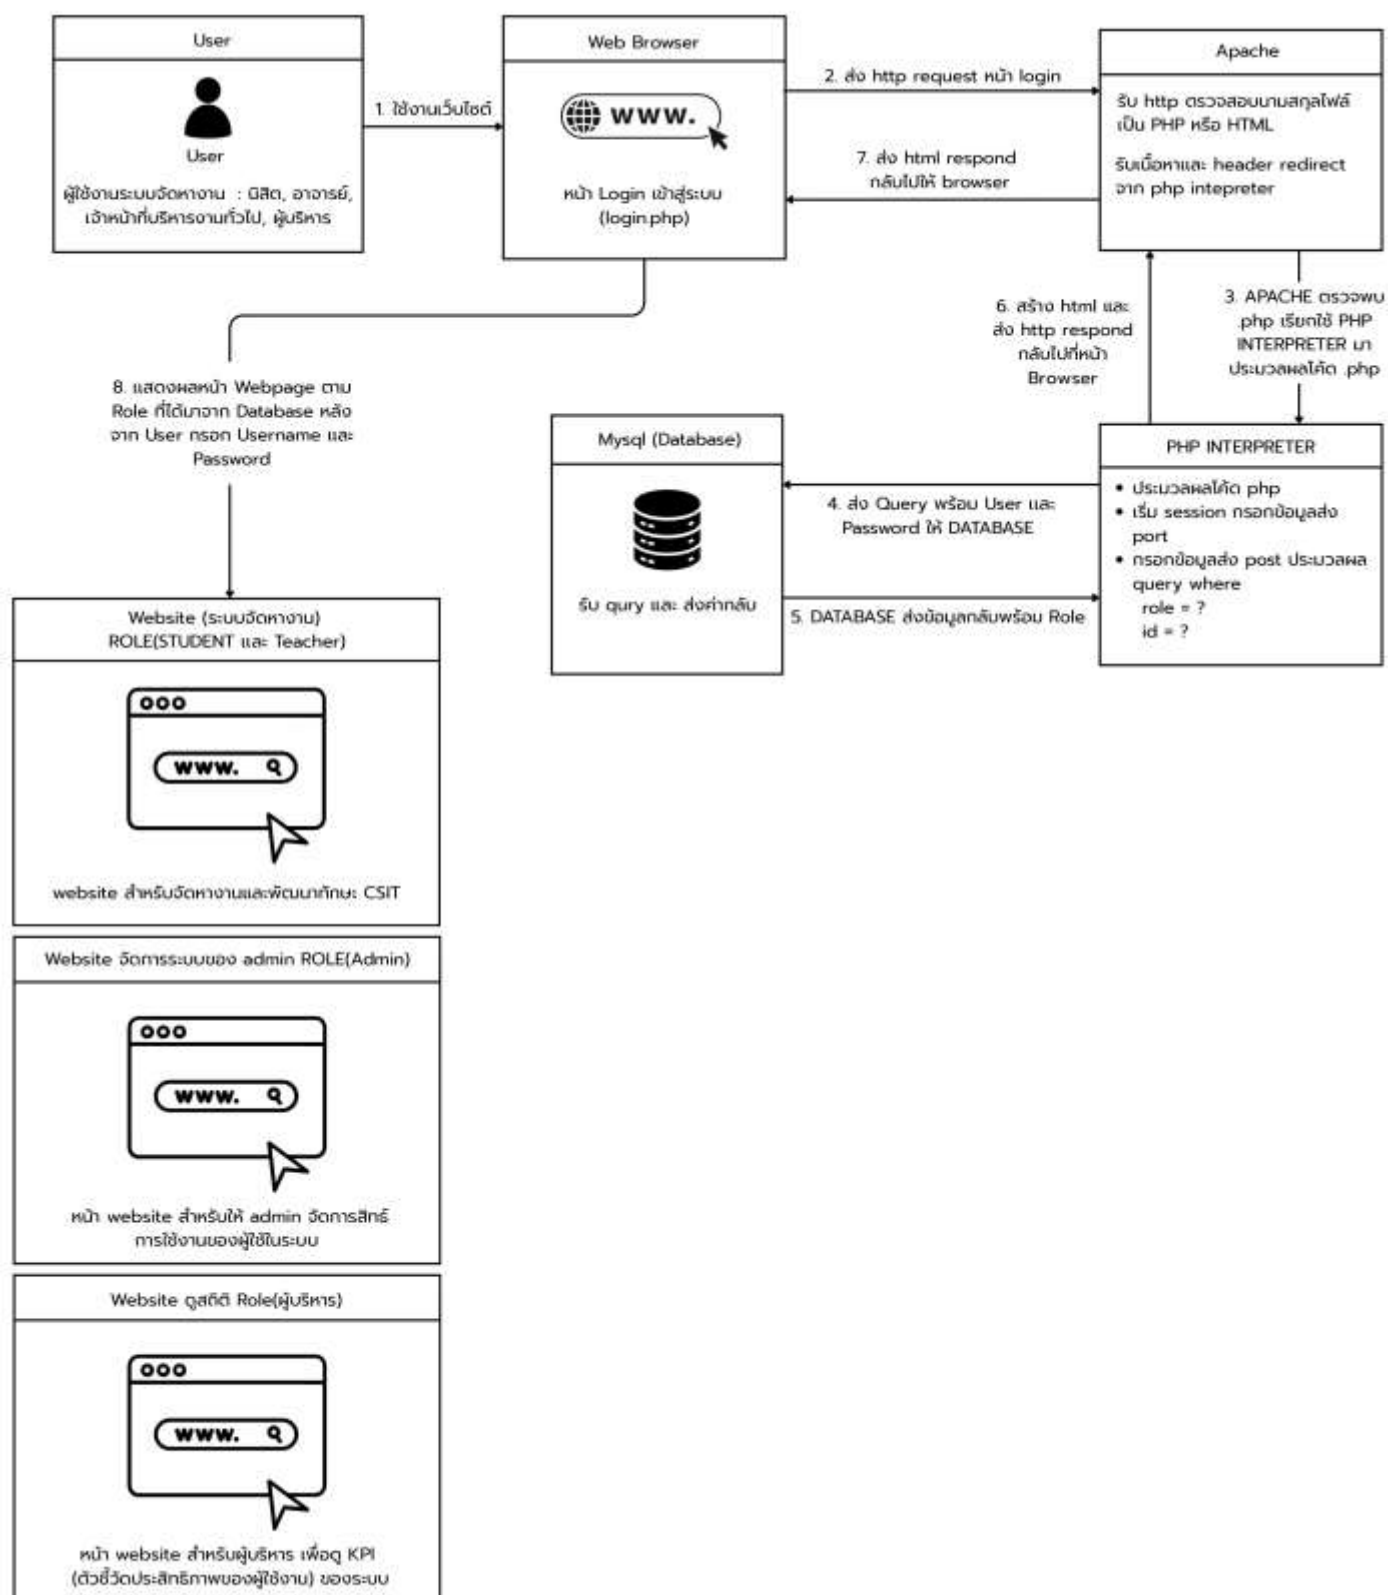 User
User
ผู้ใช้งานระบบจัดหางาน : นิสิต, อาจารย์,
เจ้าหน้าที่บริหารงานทั่วไป, ผู้บริหาร
1. ใช้งานเว็บไซต์
Web Browser
www.
หน้า Login เข้าสู่ระบบ
(login.php)
2. ส่ง http request หน้า login
7. ส่ง html respond
กลับไปให้ browser
Apache
รับ http ตรวจสอบนามสกุลไฟล์
เป็น PHP หรือ HTML
รับเนื้อหาและ header redirect
จาก php intepreter
6. สร้าง html และ
ส่ง http respond
กลับไปที่หน้า
Browser
3. APACHE ตรวจพบ
.php เรียกใช้ PHP
INTERPRETER มา
ประมวลผลโค้ด .php
8. แสดงผลหน้า Webpage ตาม
Role ที่ได้มาจาก Database หลัง
จาก User กรอก Username และ
Password
Mysql (Database)
รับ qury และ ส่งค่ากลับ
4. ส่ง Query พร้อม User และ
Password ให้ DATABASE
5. DATABASE ส่งข้อมูลกลับพร้อม Role
PHP INTERPRETER
• ประมวลผลโค้ด php
• เริ่ม session กรอกข้อมูลส่ง
port
• กรอกข้อมูลส่ง post ประมวลผล
query where
role = ?
id = ?
Website (ระบบจัดหางาน)
ROLE(STUDENT และ Teacher)
www.
website สำหรับจัดหางานและพัฒนาทักษะ CSIT
Website จัดการระบบของ admin ROLE(Admin)
www.
หน้า website สำหรับให้ admin จัดการสิทธ์
การใช้งานของผู้ใช้ในระบบ
Website ดูสถิติ Role(ผู้บริหาร)
www.
หน้า website สำหรับผู้บริหาร เพื่อดู KPI
(ตัวชี้วัดประสิทธิภาพของผู้ใช้งาน) ของระบบ